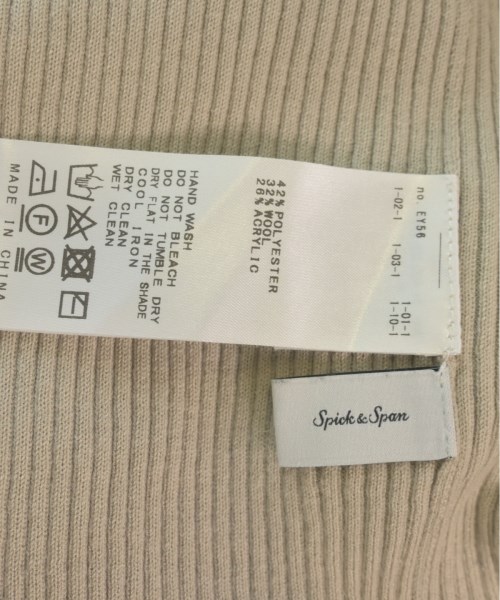 no. EY56
1-02-1 1-03-1 1-01-1
1-10-1
42% POLYESTER
32% WOOL
26% ACRYLIC
HAND WASH
DO NOT BLEACH
DO NOT TUMBLE DRY
DRY FLAT IN THE SHADE
COOL IRON
DRY CLEAN
WET CLEAN
F
W
MADE IN CHINA
Spick & Span